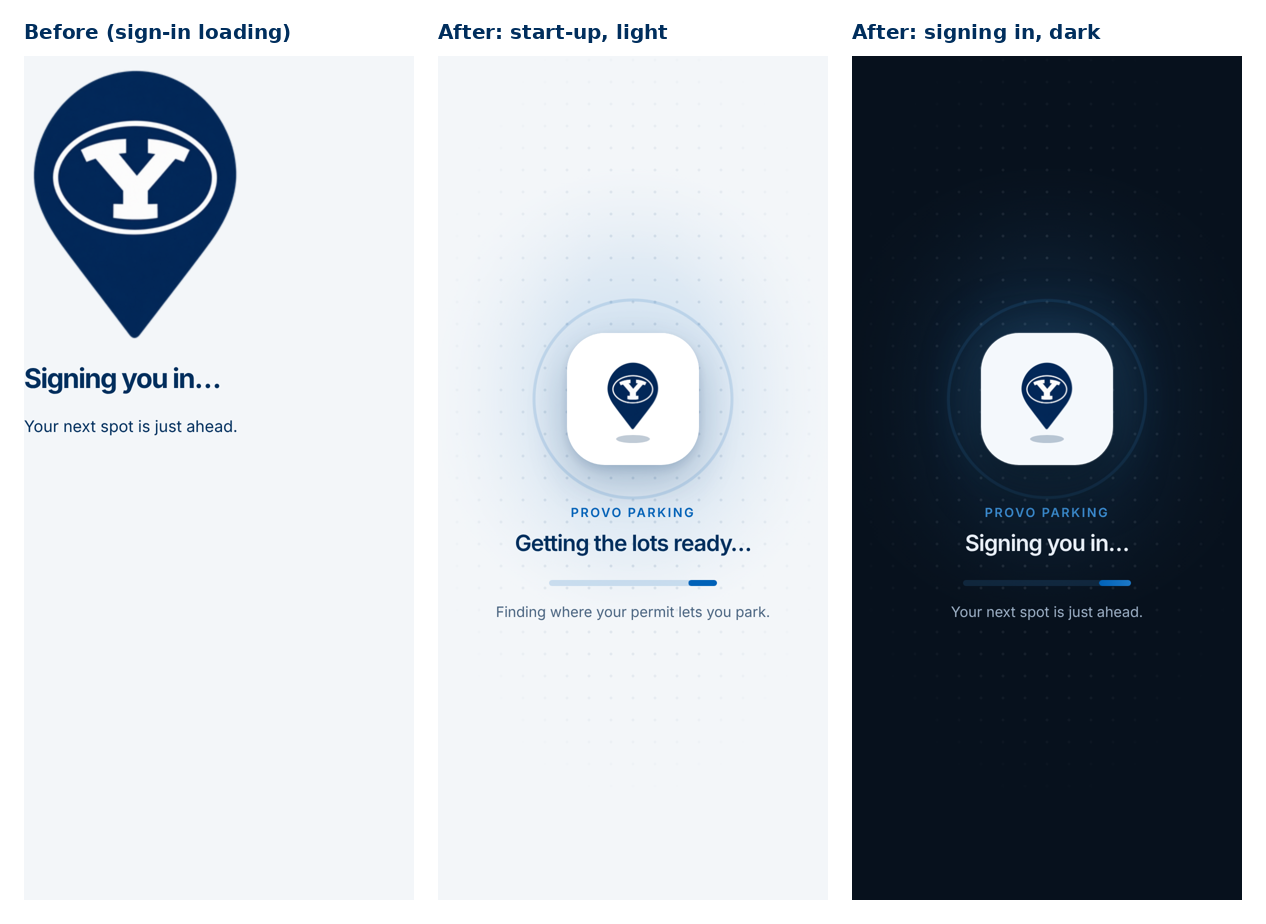 Before (sign-in loading)
Y
Signing you in...
Your next spot is just ahead.
After: start-up, light
Y
PROVO PARKING
Getting the lots ready...
Finding where your permit lets you park.
After: signing in, dark
Y
PROVO PARKING
Signing you in...
Your next spot is just ahead.